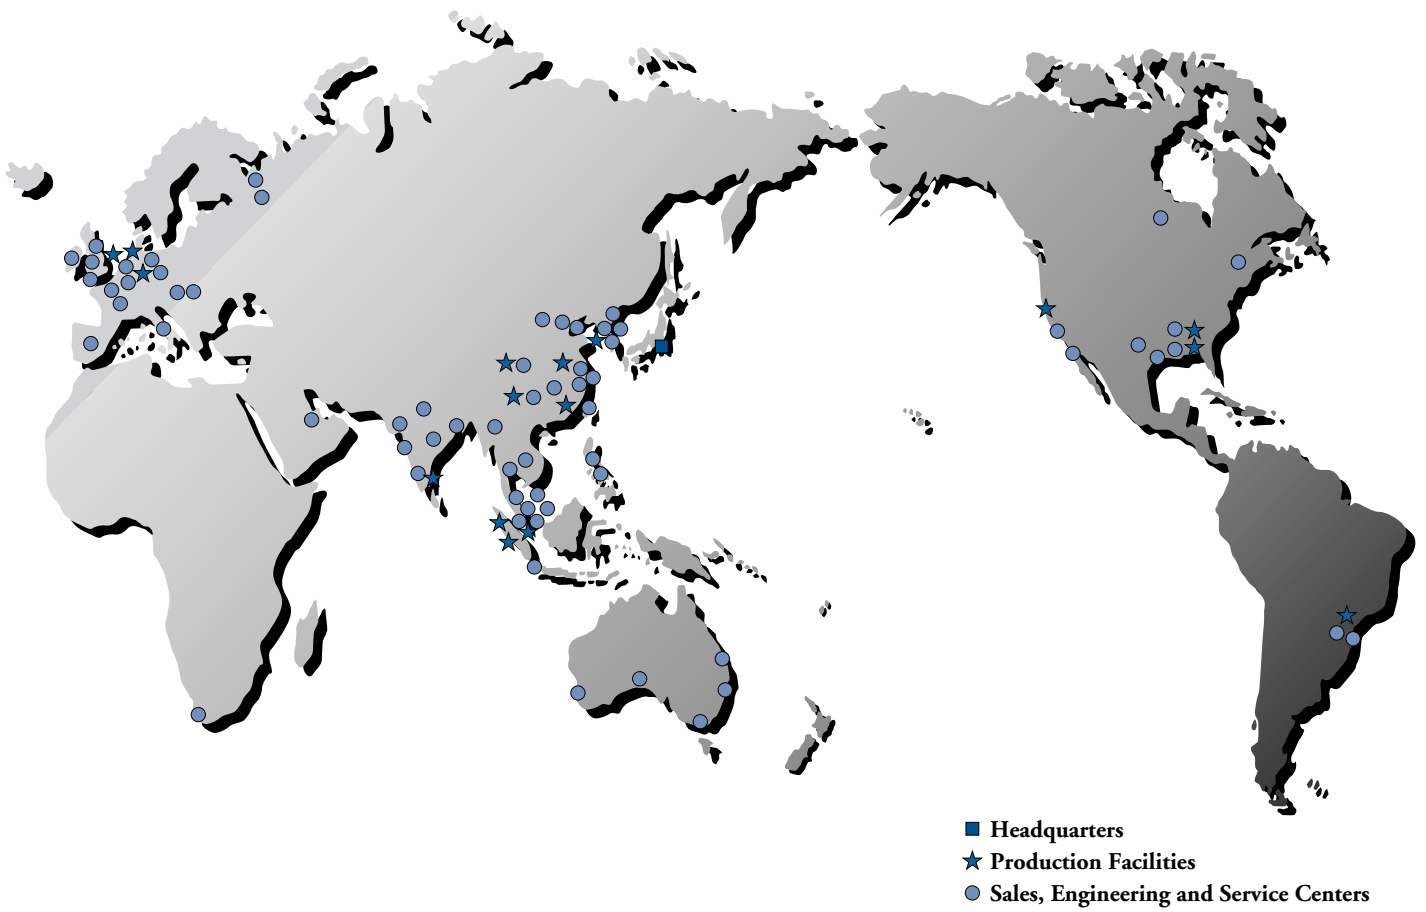 Headquarters
Production Facilities
Sales, Engineering and Service Centers